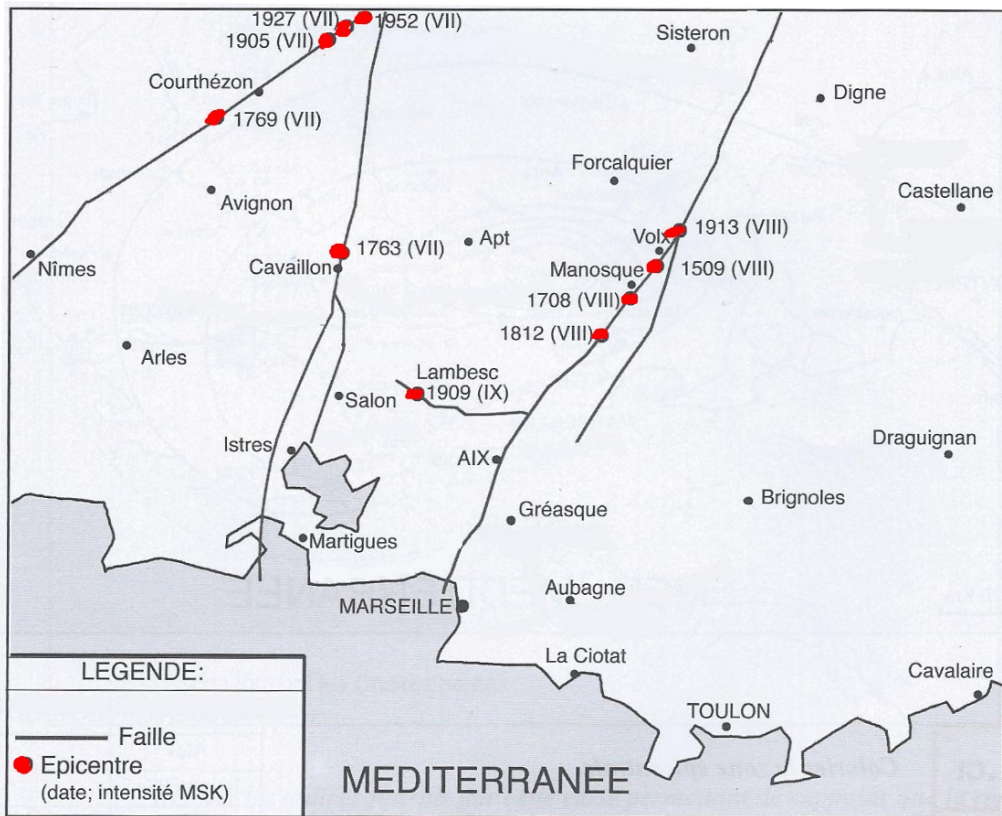 1927 (VII)
1952 (VII)
1905 (VII)
Sisteron
Courthézon
Digne
1769 (VII)
Forcalquier
Avignon
Castellane
1913 (VIII)
Volx
Apt
1763 (VII)
Nîmes
Cavaillon
Manosque
1509 (VIII)
1708 (VIII)
1812 (VIII)
Arles
Lambesc
1909 (IX)
Salon
Istres
Draguignan
AIX
Brignoles
Gréasque
Martigues
Aubagne
MARSEILLE
La Ciotat
Cavalaire
TOULON
LEGENDE:
Faille
Epicentre
(date; intensité MSK)
MEDITERRANEE